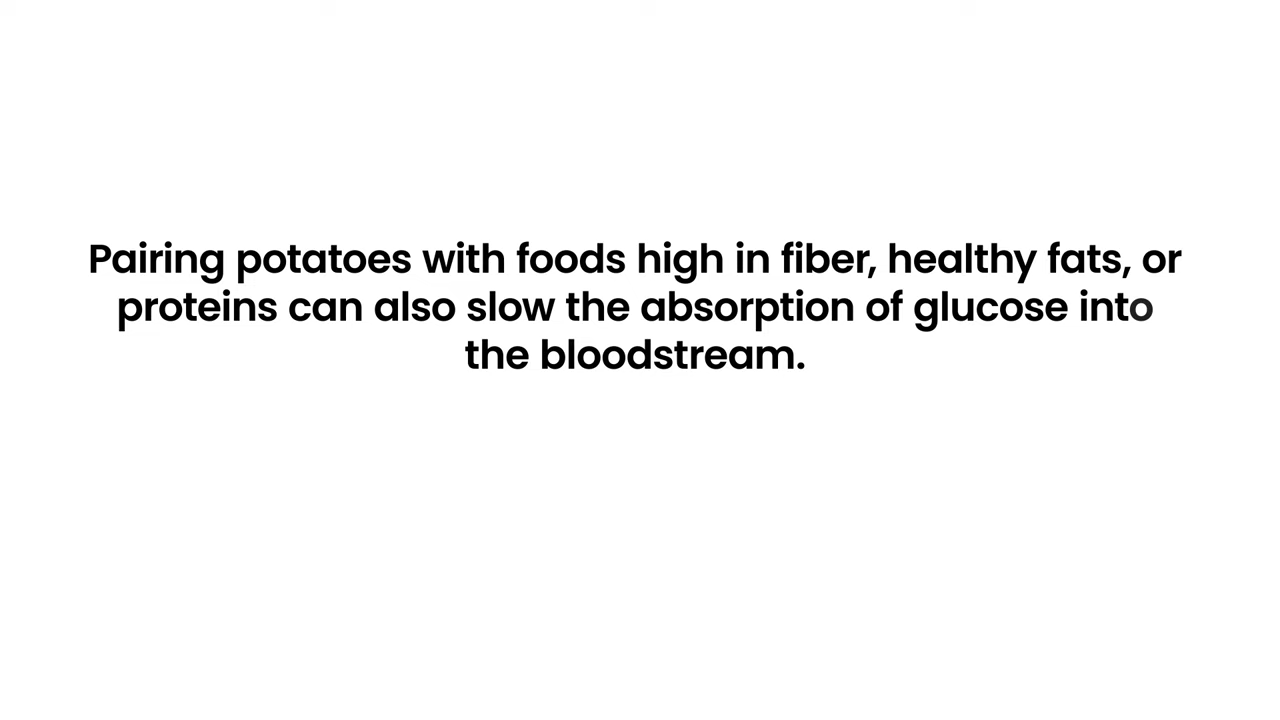 Pairing potatoes with foods high in fiber, healthy fats, or
proteins can also slow the absorption of glucose into
the bloodstream.